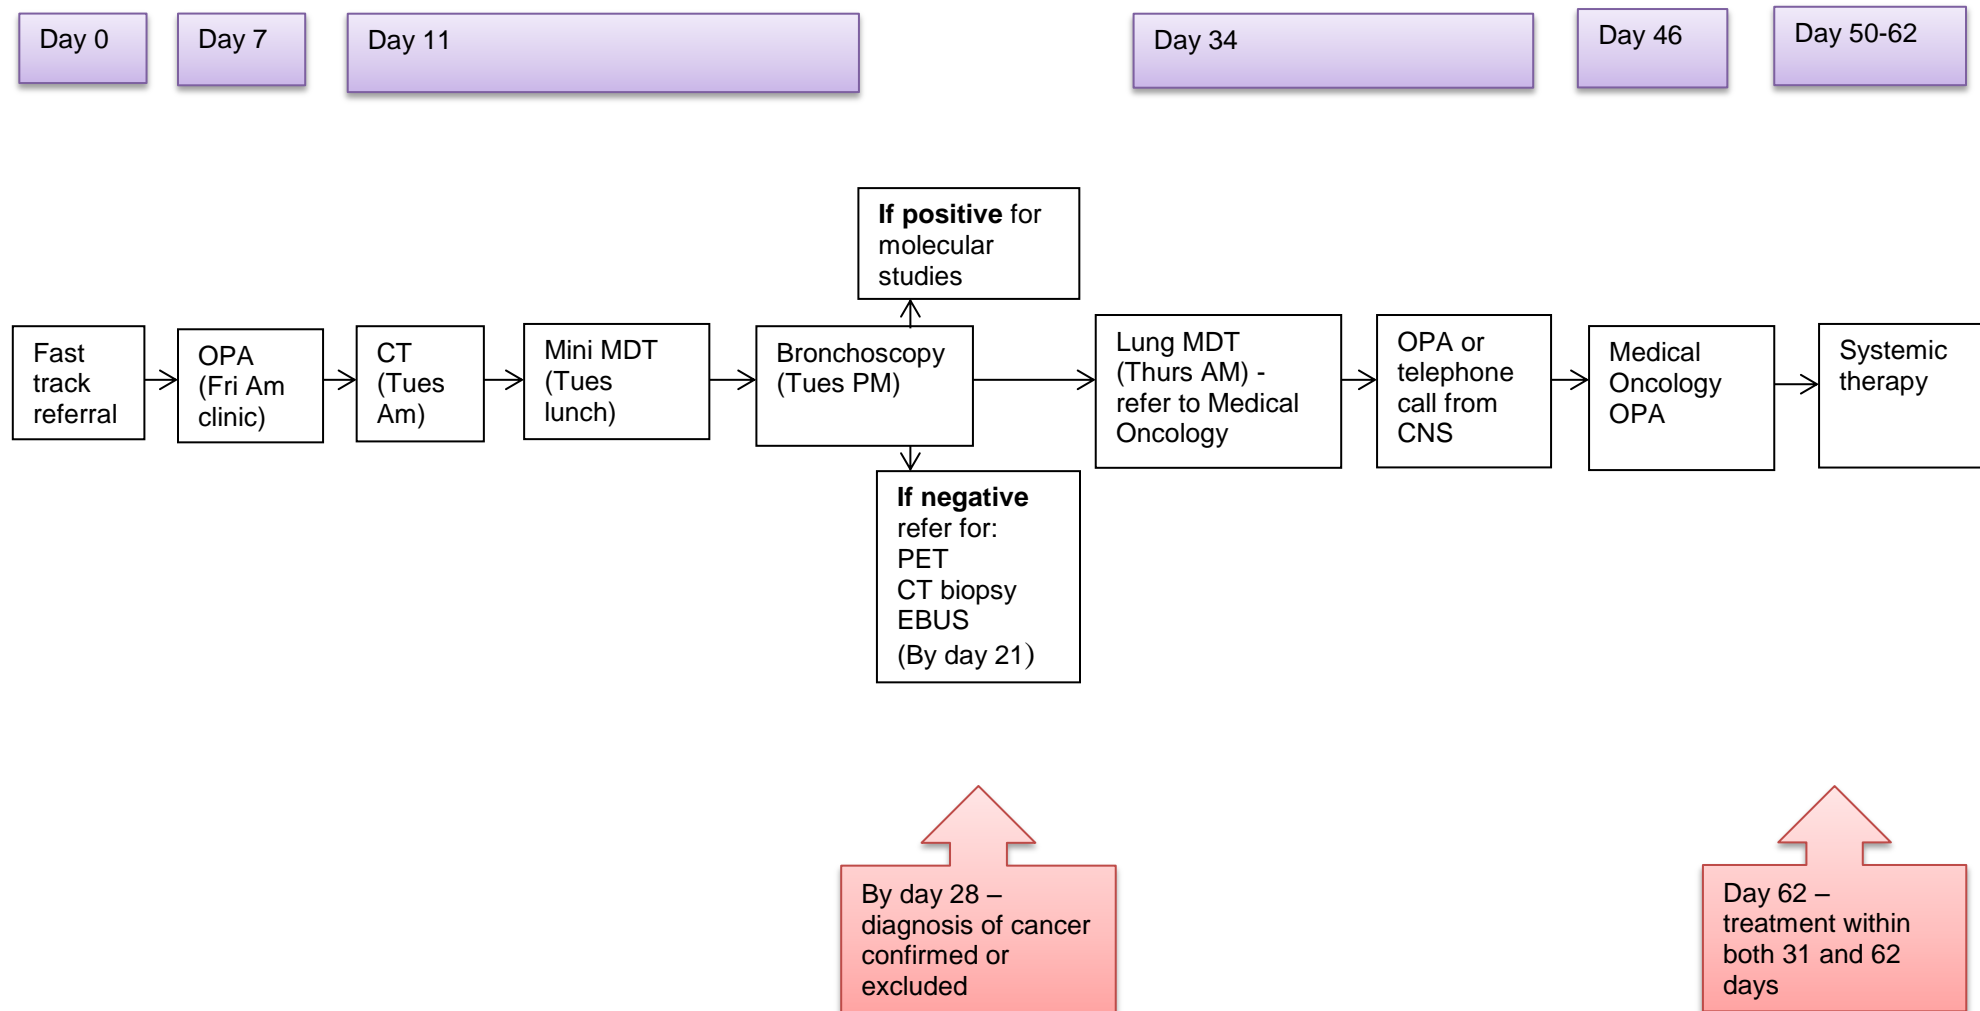 Day 0
Day 7
Day 11
Day 34
Day 46
Day 50-62
If positive for
molecular
studies
Fast
track
referral
OPA
(Fri Am
clinic)
CT
(Tues
Am)
Mini MDT
(Tues
lunch)
Bronchoscopy
(Tues PM)
Lung MDT
(Thurs AM) -
refer to Medical
Oncology
OPA or
telephone
call from
CNS
Medical
Oncology
OPA
Systemic
therapy
If negative
refer for:
PET
CT biopsy
EBUS
(By day 21)
By day 28 –
diagnosis of cancer
confirmed or
excluded
Day 62 –
treatment within
both 31 and 62
days